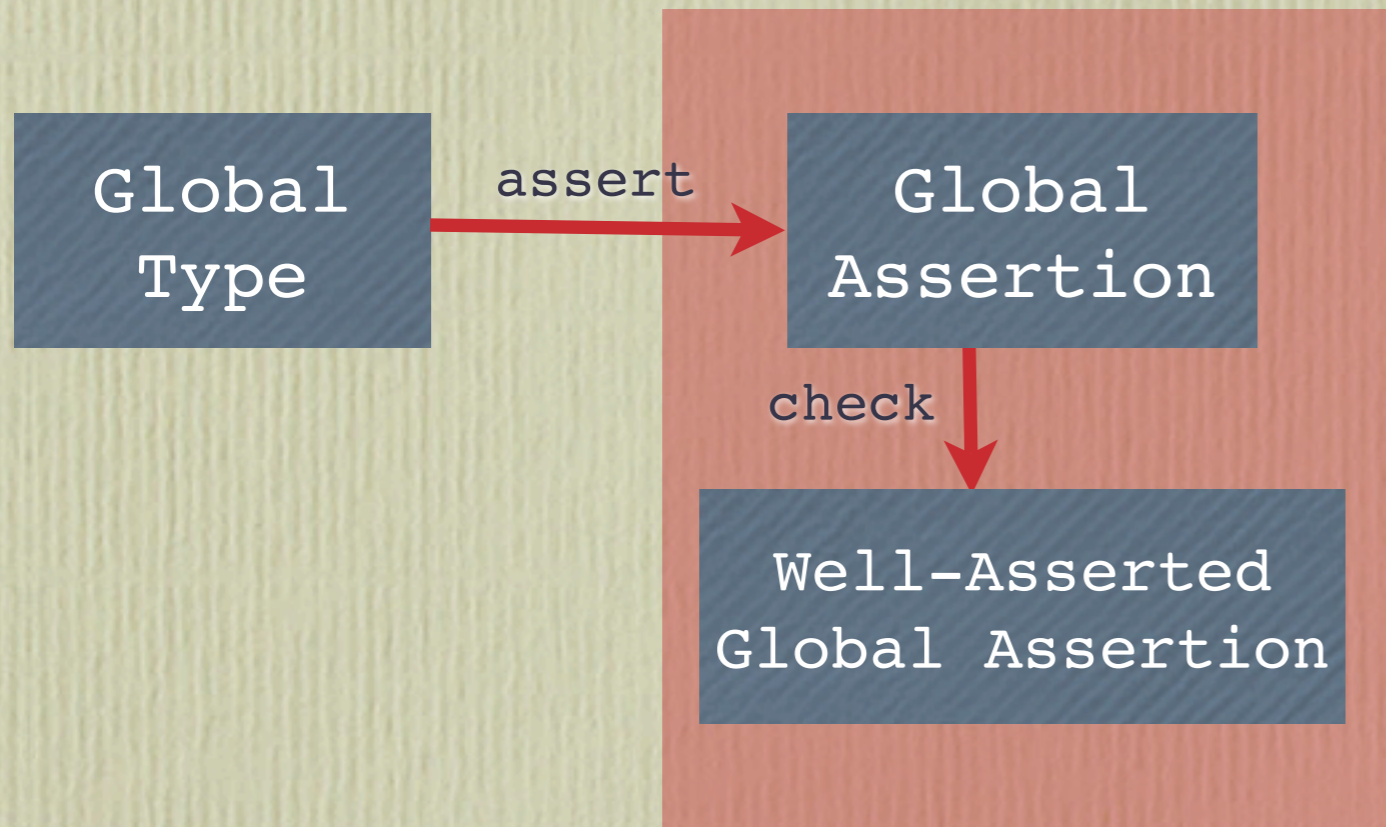 Global
Type
assert
Global
Assertion
check
Well-Asserted
Global Assertion